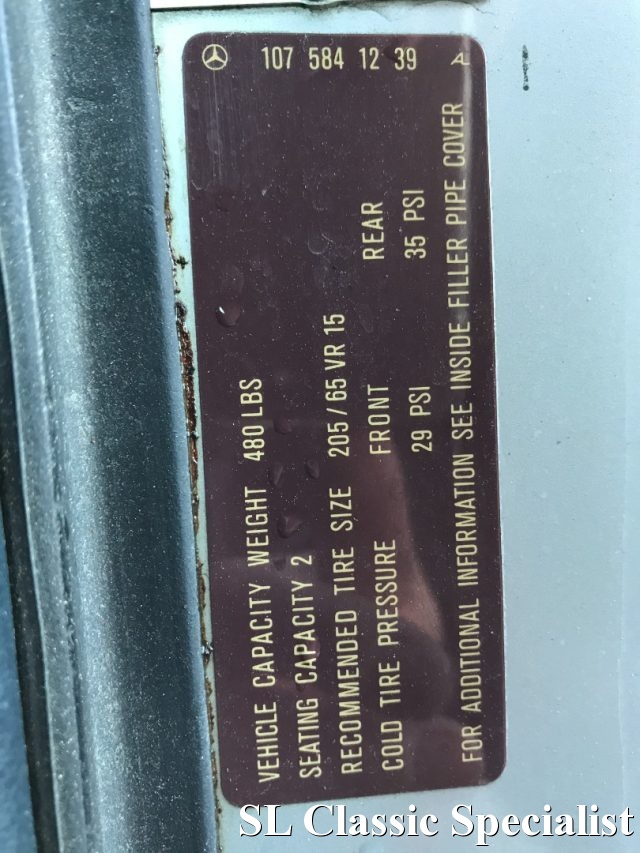 107 584 12 39 A
VEHICLE CAPACITY WEIGHT 480 LBS
SEATING CAPACITY 2
RECOMMENDED TIRE SIZE 205/65 VR 15
COLD TIRE PRESSURE FRONT REAR
29 PSI 35 PSI
FOR ADDITIONAL INFORMATION SEE INSIDE FILLER PIPE COVER
SL Classic Specialist